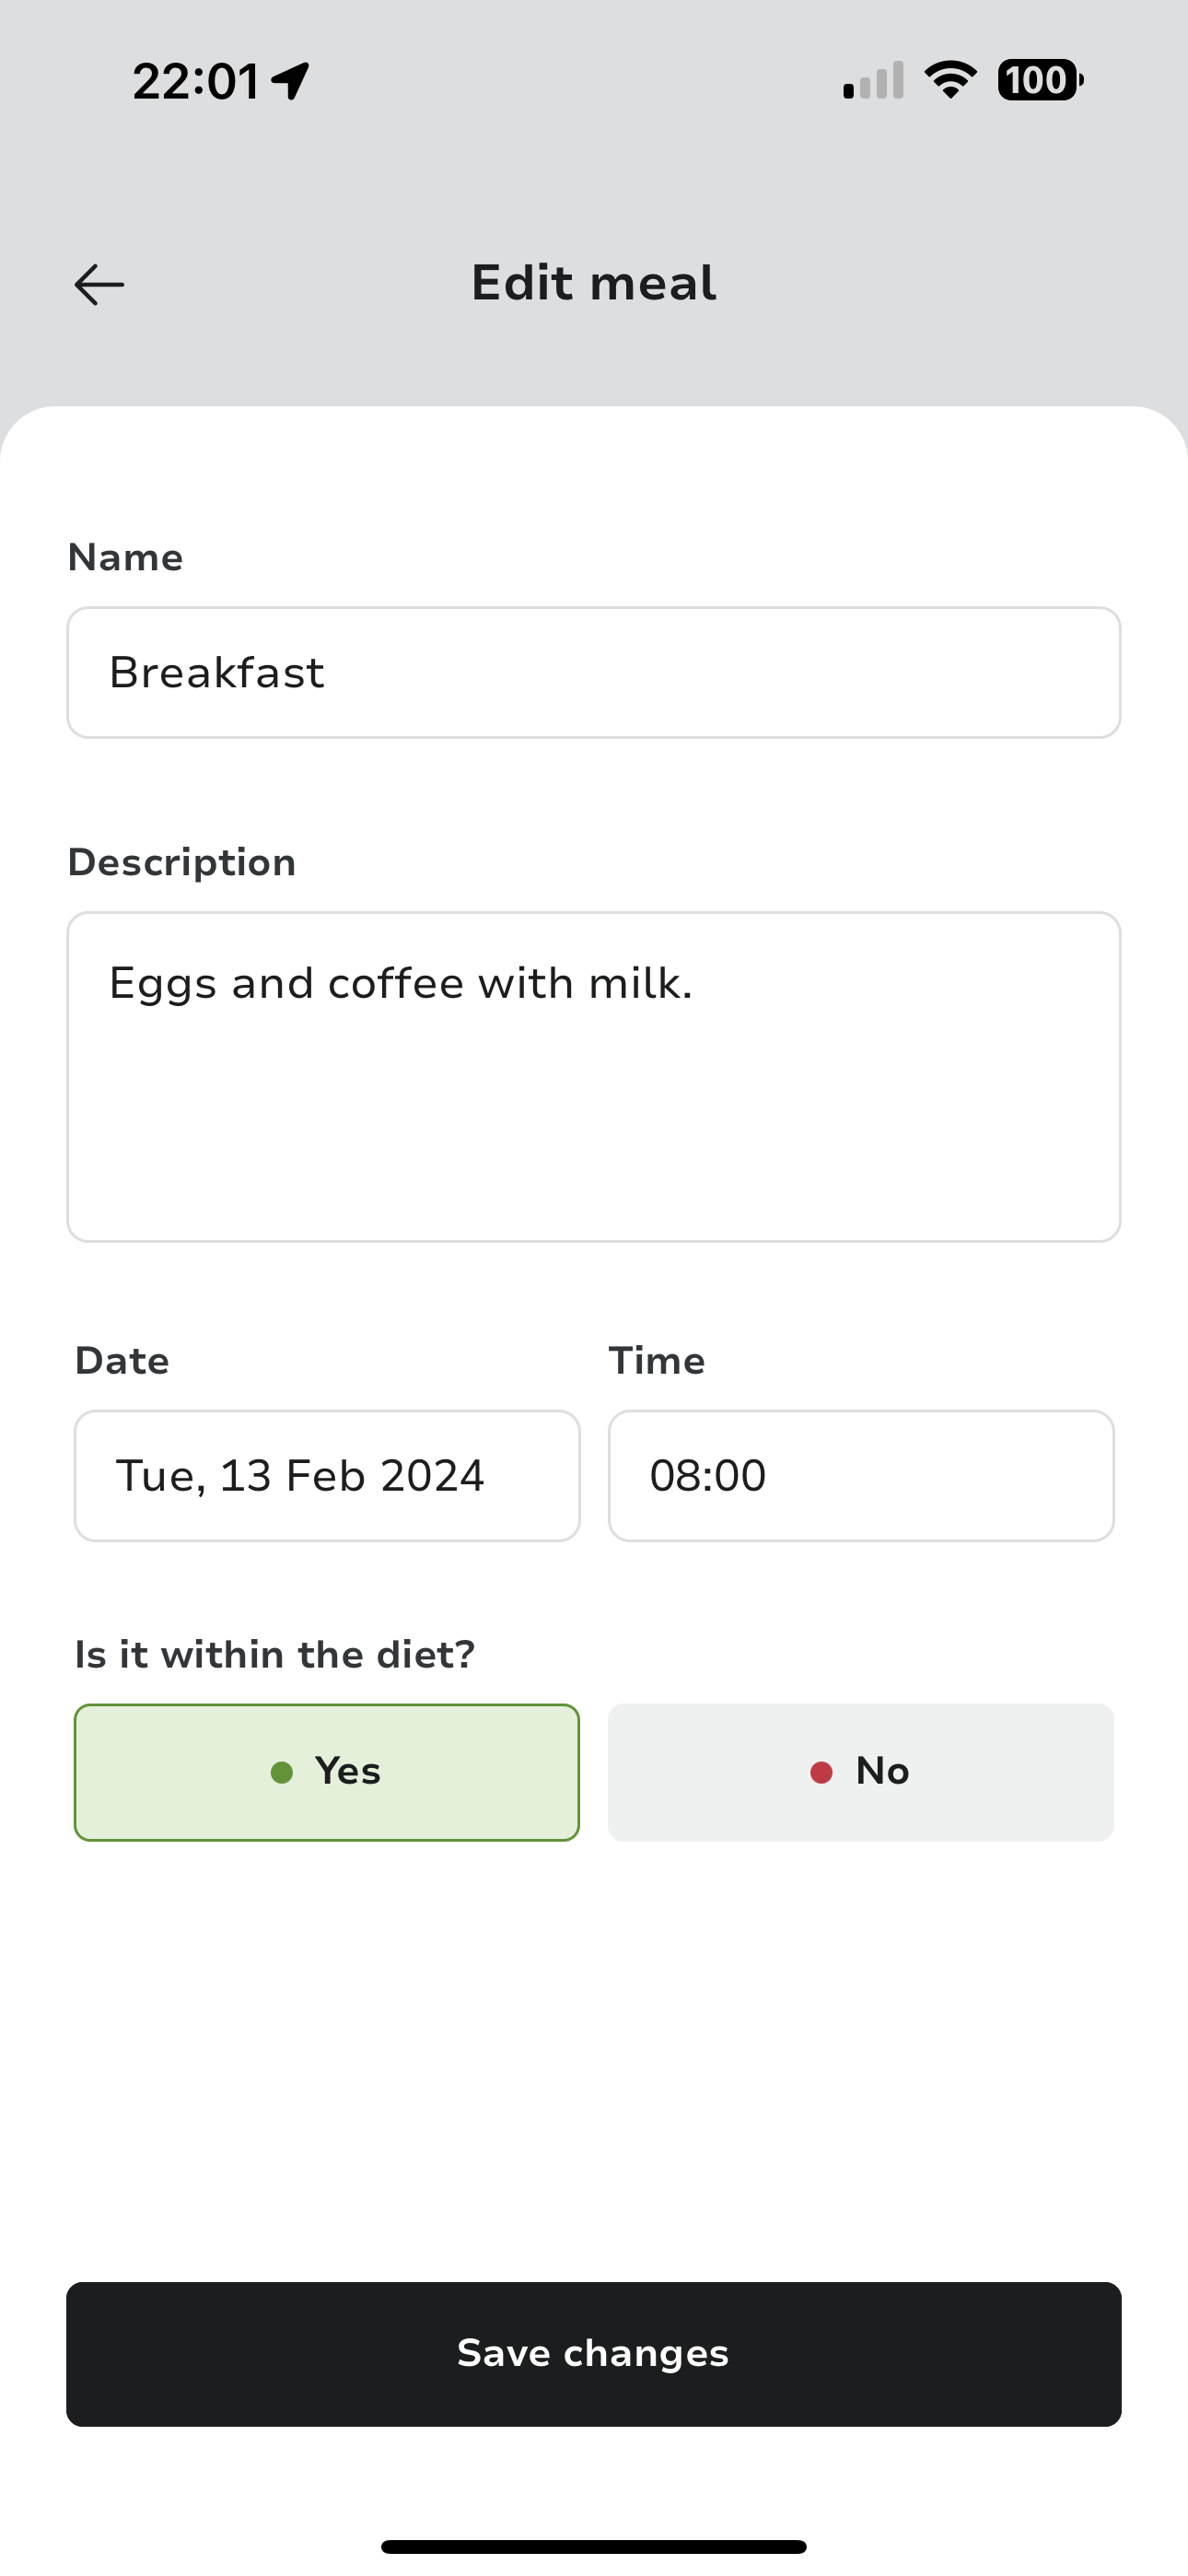 22:01
100
Edit meal
Name
Breakfast
Description
Eggs and coffee with milk.
Date Time
Tue, 13 Feb 2024 08:00
Is it within the diet?
Yes No
Save changes